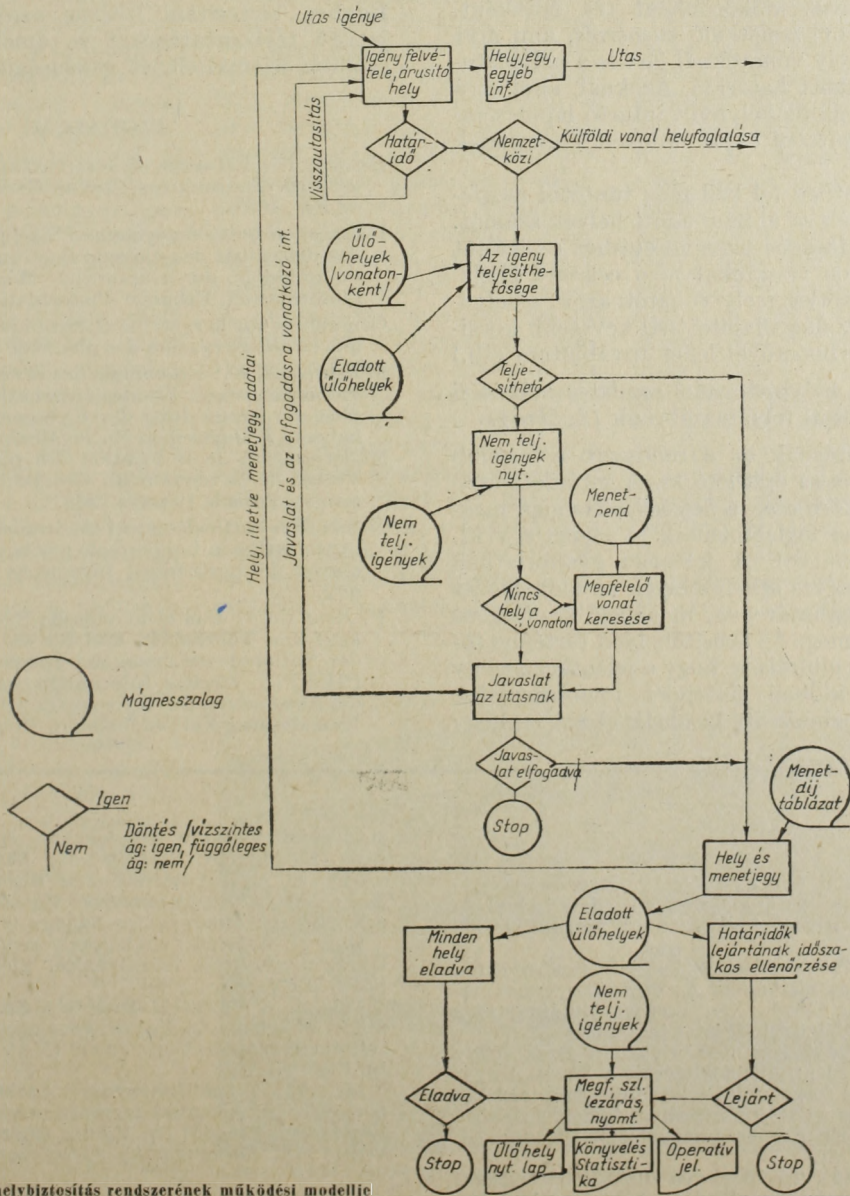 Utas igénye
Igény felvé-
tele, árusító
hely
Helyjegy,
egyéb
inf.
Utas
Visszautasítás
Határ-
idő
Nemzet-
közi
Külföldi vonal helyfoglalása
Ülő-
helyek
/vonaton-
ként/
Az igény
teljesíthe-
tősége
Eladott
ülőhelyek
Telje-
síthető
Hely, illetve menetjegy adatai
Javaslat és az elfogadásra vonatkozó int.
Nem telj.
igények
nyt.
Nem
telj.
igények
Menet-
rend
Nincs
hely a
vonaton
Megfelelő
vonat
keresése
Javaslat
az utasnak
Mágnesszalag
Javas-
lat elfogadva
Stop
Menet-
díj
táblázat
Igen
Nem
Döntés /vízszintes
ág: igen, függőleges
ág: nem/
Hely és
menetjegy
Eladott
ülőhelyek
Minden
hely
eladva
Határidők
lejártának idősza-
kos ellenőrzése
Nem
telj.
igények
Eladva
Megf. szl.
lezárás,
nyomt.
Lejárt
Stop
Ülőhely
nyt. lap
Könyvelés
Statiszti-
ka
Operatív
jel.
Stop
helybiztosítás rendszerének működési modellje